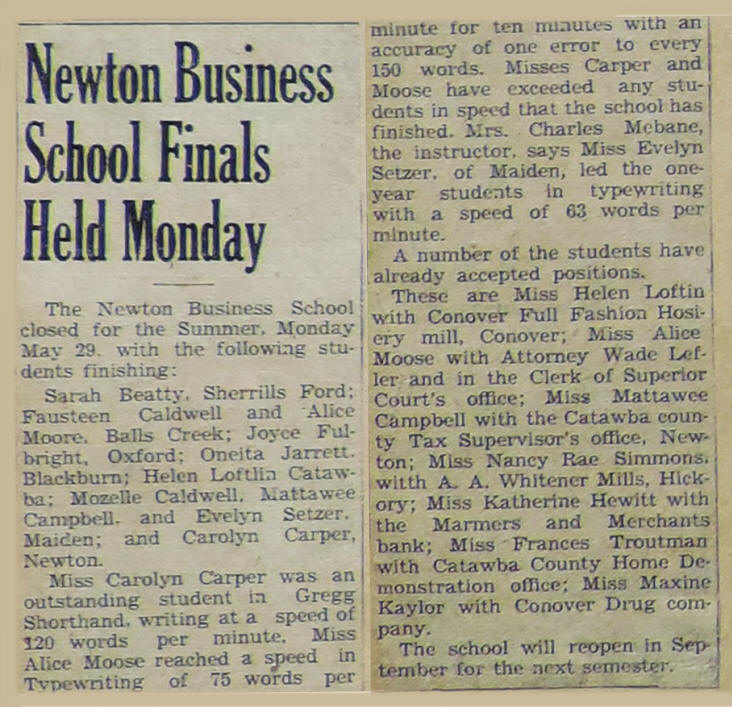 Newton Business
School Finals
Held Monday
The Newton Business School
closed for the Summer, Monday
May 29, with the following stu-
dents finishing:
Sarah Beatty, Sherrills Ford;
Fausteen Caldwell and Alice
Moore, Balls Creek; Joyce Ful-
bright, Oxford; Oneita Jarrett,
Blackburn; Helen Loftlin Cataw-
ba; Mozelle Caldwell, Mattawee
Campbell, and Evelyn Setzer,
Maiden; and Carolyn Carper,
Newton.
Miss Carolyn Carper was an
outstanding student in Gregg
Shorthand, writing at a speed of
120 words per minute. Miss
Alice Moose reached a speed in
Typewriting of 75 words per
minute for ten minutes with an
accuracy of one error to every
150 words. Misses Carper and
Moose have exceeded any stu-
dents in speed that the school has
finished. Mrs. Charles Mcbane,
the instructor, says Miss Evelyn
Setzer, of Maiden, led the one-
year students in typewriting
with a speed of 63 words per
minute.
A number of the students have
already accepted positions.
These are Miss Helen Loftin
with Conover Full Fashion Hosi-
ery mill, Conover; Miss Alice
Moose with Attorney Wade Lef-
ler and in the Clerk of Superior
Court's office; Miss Mattawee
Campbell with the Catawba coun-
ty Tax Supervisor's office, New-
ton; Miss Nancy Rae Simmons,
witth A. A. Whitener Mills, Hick-
ory; Miss Katherine Hewitt with
the Marmers and Merchants
bank; Miss Frances Troutman
with Catawba County Home De-
monstration office; Miss Maxine
Kaylor with Conover Drug com-
pany.
The school will reopen in Sep-
tember for the next semester.